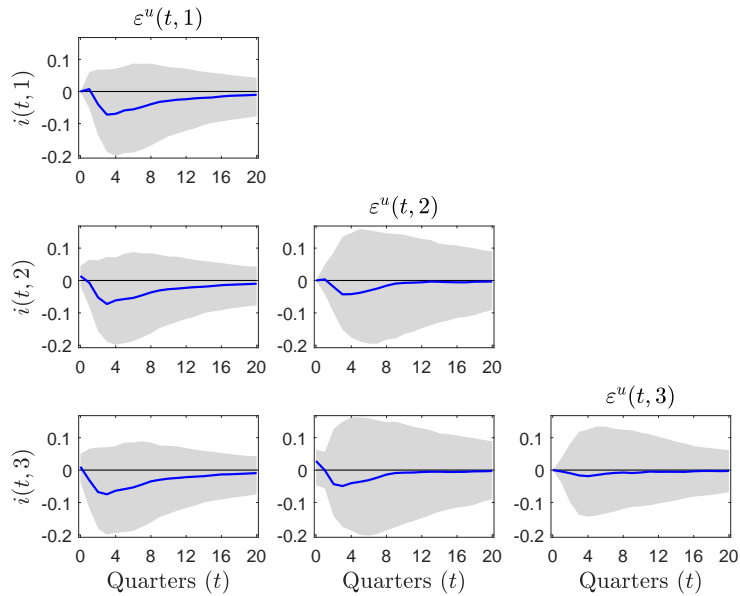 εᵘ(t, 1)
i(t, 1)
0.1
0
-0.1
-0.2
0 4 8 12 16 20
εᵘ(t, 2)
i(t, 2)
0.1
0
-0.1
-0.2
0 4 8 12 16 20
0.1
0
-0.1
-0.2
0 4 8 12 16 20
εᵘ(t, 3)
i(t, 3)
0.1
0
-0.1
-0.2
0 4 8 12 16 20
Quarters (t)
0.1
0
-0.1
-0.2
0 4 8 12 16 20
Quarters (t)
0.1
0
-0.1
-0.2
0 4 8 12 16 20
Quarters (t)